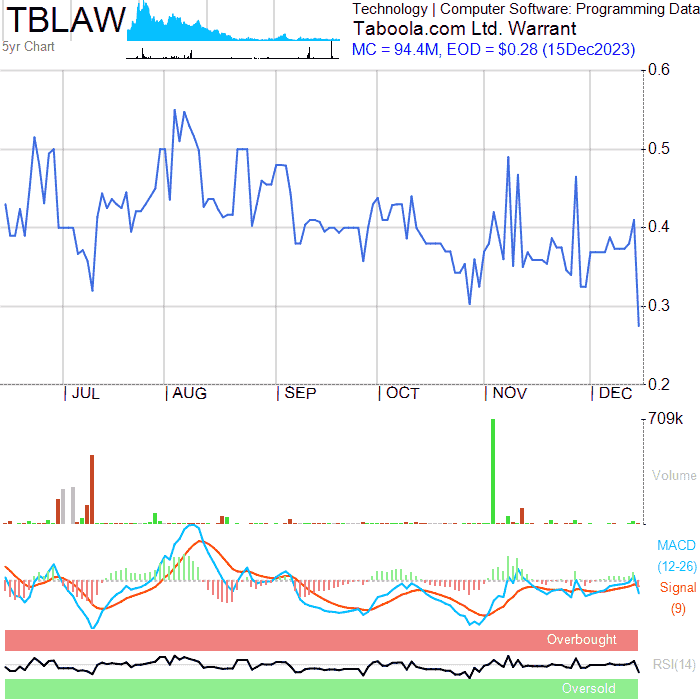 TBLAW
5yr Chart
Technology | Computer Software: Programming Data
Taboola.com Ltd. Warrant
MC = 94.4M, EOD = $0.28 (15Dec2023)
0.6
0.5
0.4
0.3
0.2
JUL AUG SEP OCT NOV DEC
709k
Volume
MACD
(12-26)
Signal
(9)
Overbought
RSI(14)
Oversold